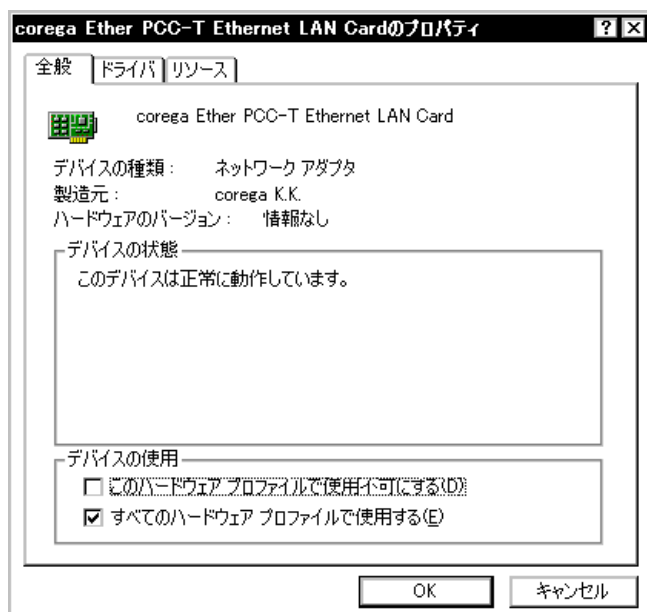 corega Ether PCC-T Ethernet LAN Cardのプロパティ
全般 ドライバ リソース
corega Ether PCC-T Ethernet LAN Card
デバイスの種類： ネットワーク アダプタ
製造元： corega K.K.
ハードウェアのバージョン： 情報なし
デバイスの状態
このデバイスは正常に動作しています。
デバイスの使用
このハードウェア プロファイルで使用不可にする(D)
すべてのハードウェア プロファイルで使用する(E)
OK キャンセル